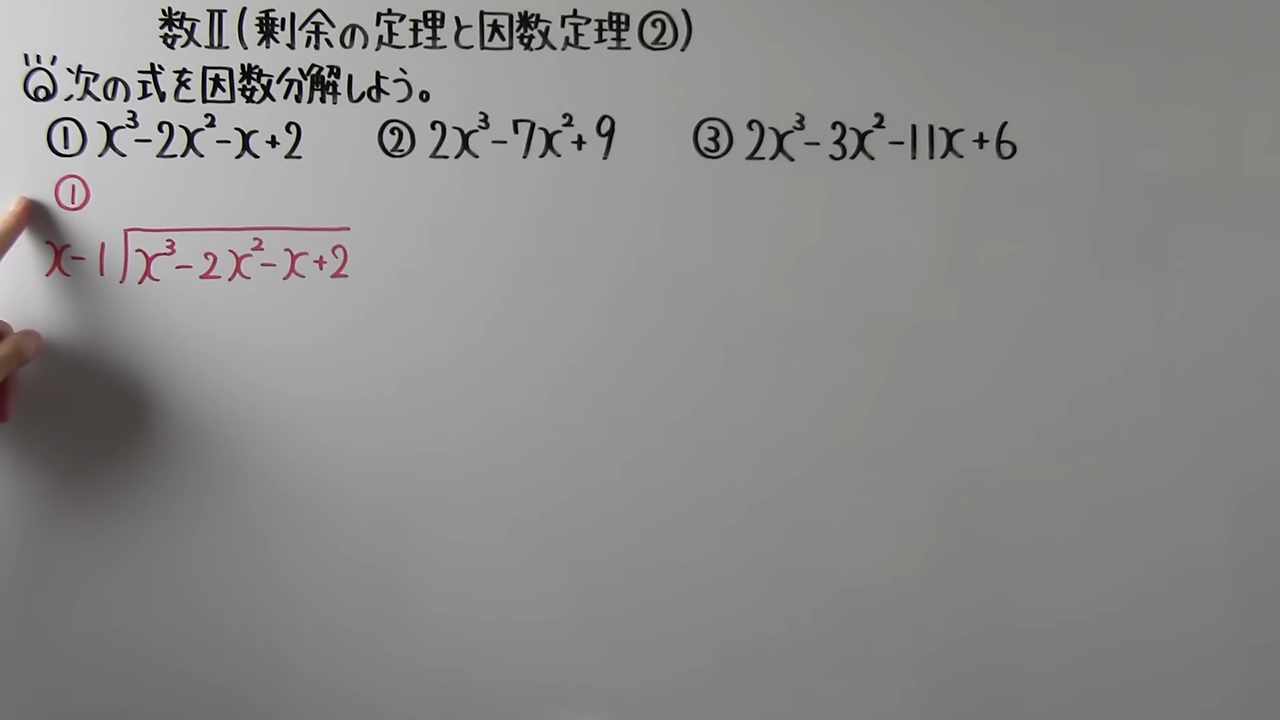 数Ⅱ(剰余の定理と因数定理②)
◎次の式を因数分解しよう。
① x³-2x²-x+2 ② 2x³-7x²+9 ③ 2x³-3x²-11x+6
①
x-1 x³-2x²-x+2